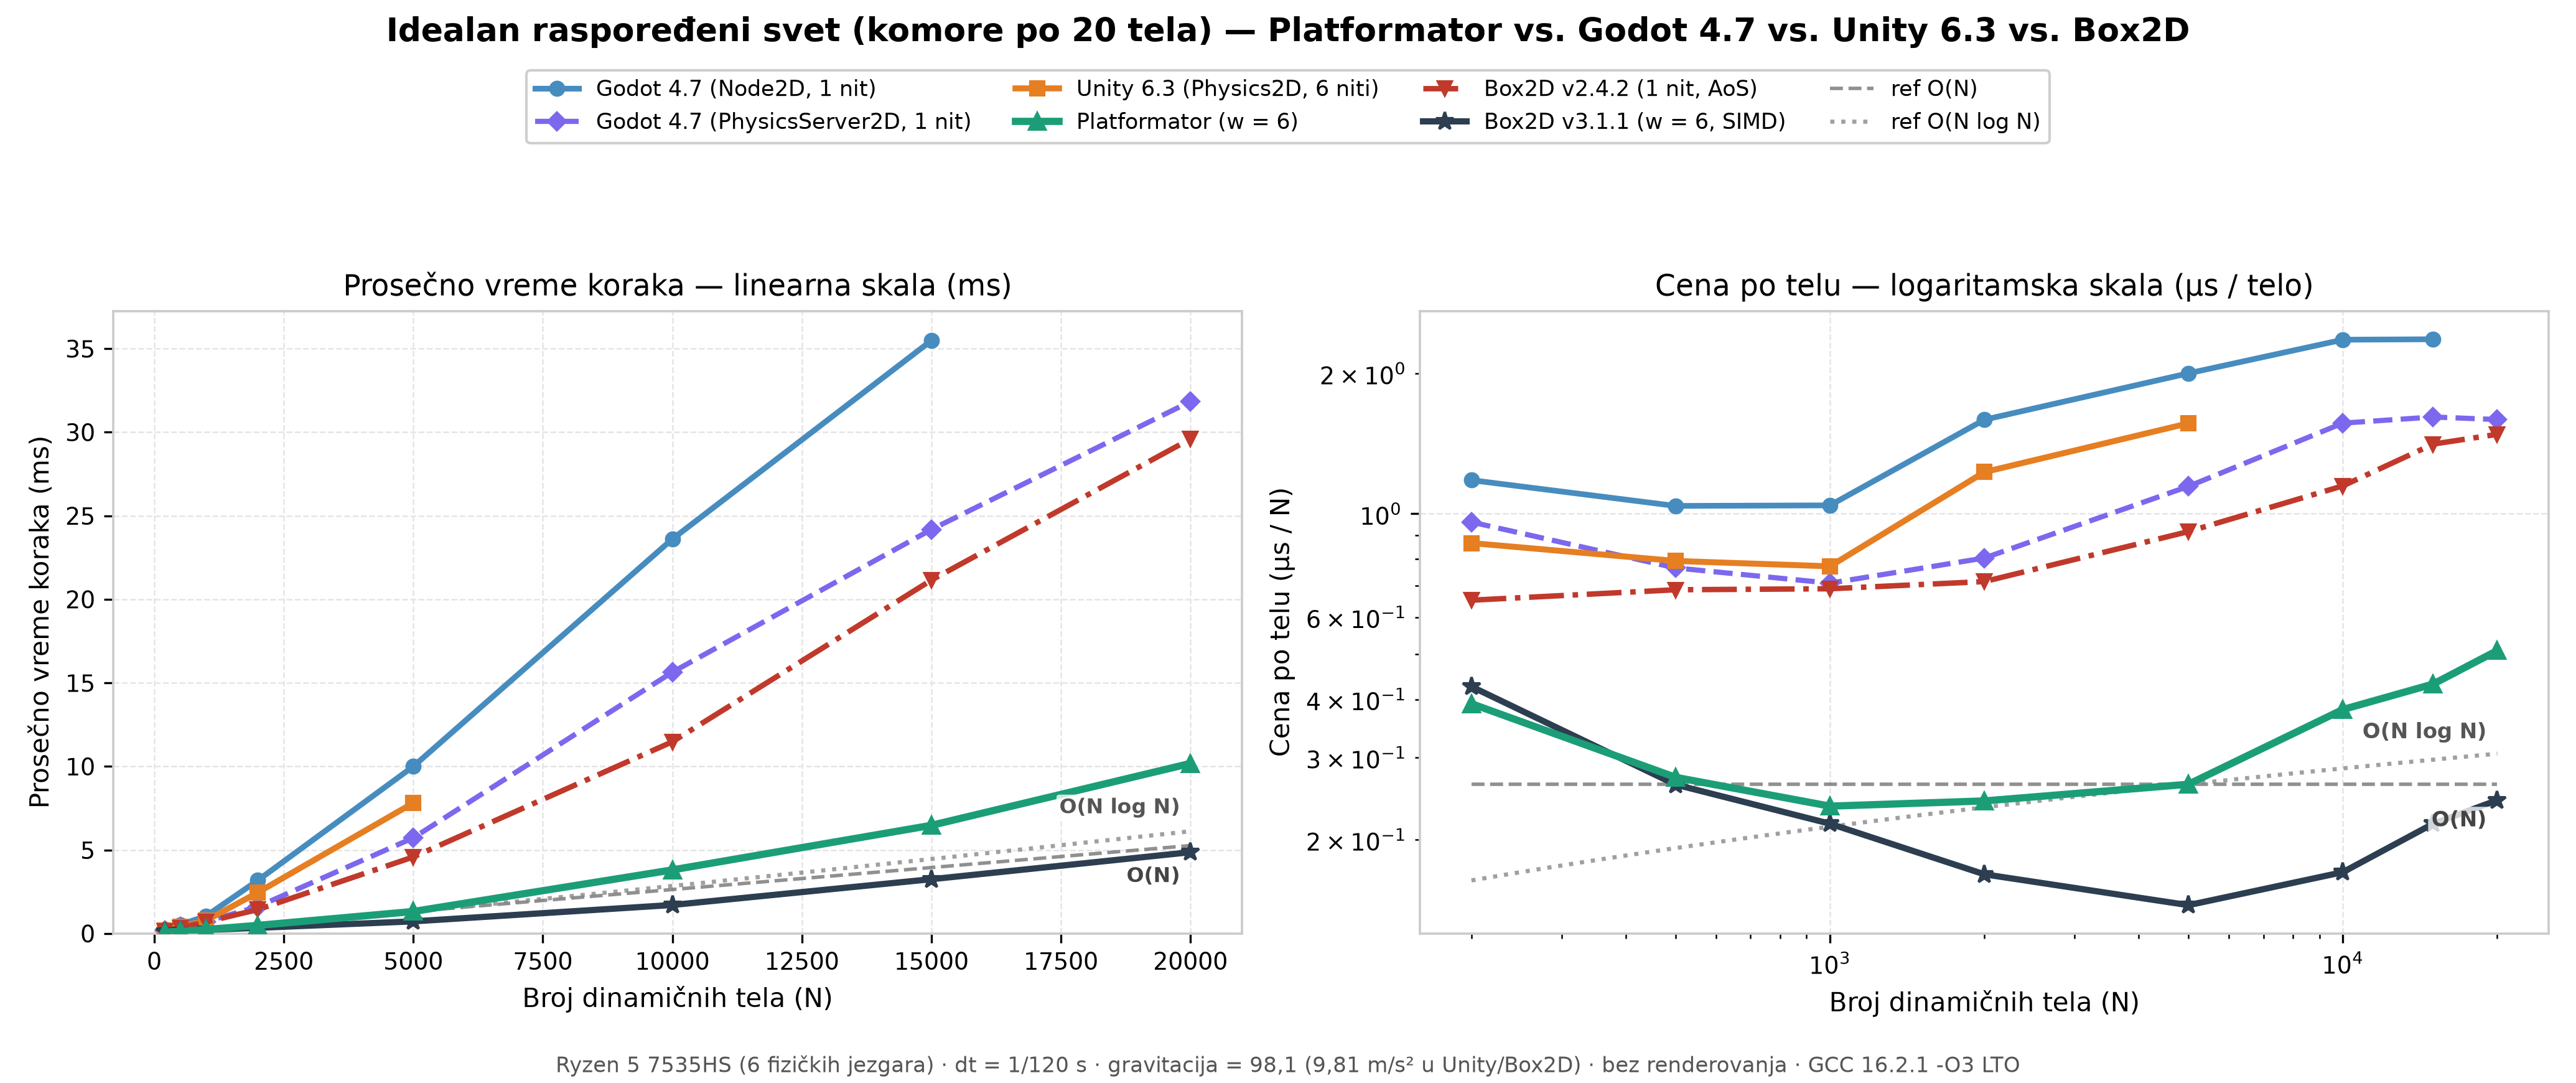 Idealan raspoređeni svet (komore po 20 tela) — Platformator vs. Godot 4.7 vs. Unity 6.3 vs. Box2D
Godot 4.7 (Node2D, 1 nit)
Godot 4.7 (PhysicsServer2D, 1 nit)
Unity 6.3 (Physics2D, 6 niti)
Platformator (w = 6)
Box2D v2.4.2 (1 nit, AoS)
Box2D v3.1.1 (w = 6, SIMD)
ref O(N)
ref O(N log N)
Prosečno vreme koraka — linearna skala (ms)
Prosečno vreme koraka (ms)
35
30
25
20
15
10
5
0
O(N log N)
O(N)
0 2500 5000 7500 10000 12500 15000 17500 20000
Broj dinamičnih tela (N)
Cena po telu — logaritamska skala (µs / telo)
Cena po telu (µs / N)
2 × 10⁰
10⁰
6 × 10⁻¹
4 × 10⁻¹
3 × 10⁻¹
2 × 10⁻¹
O(N log N)
O(N)
10³ 10⁴
Broj dinamičnih tela (N)
Ryzen 5 7535HS (6 fizičkih jezgara) · dt = 1/120 s · gravitacija = 98,1 (9,81 m/s² u Unity/Box2D) · bez renderovanja · GCC 16.2.1 -O3 LTO